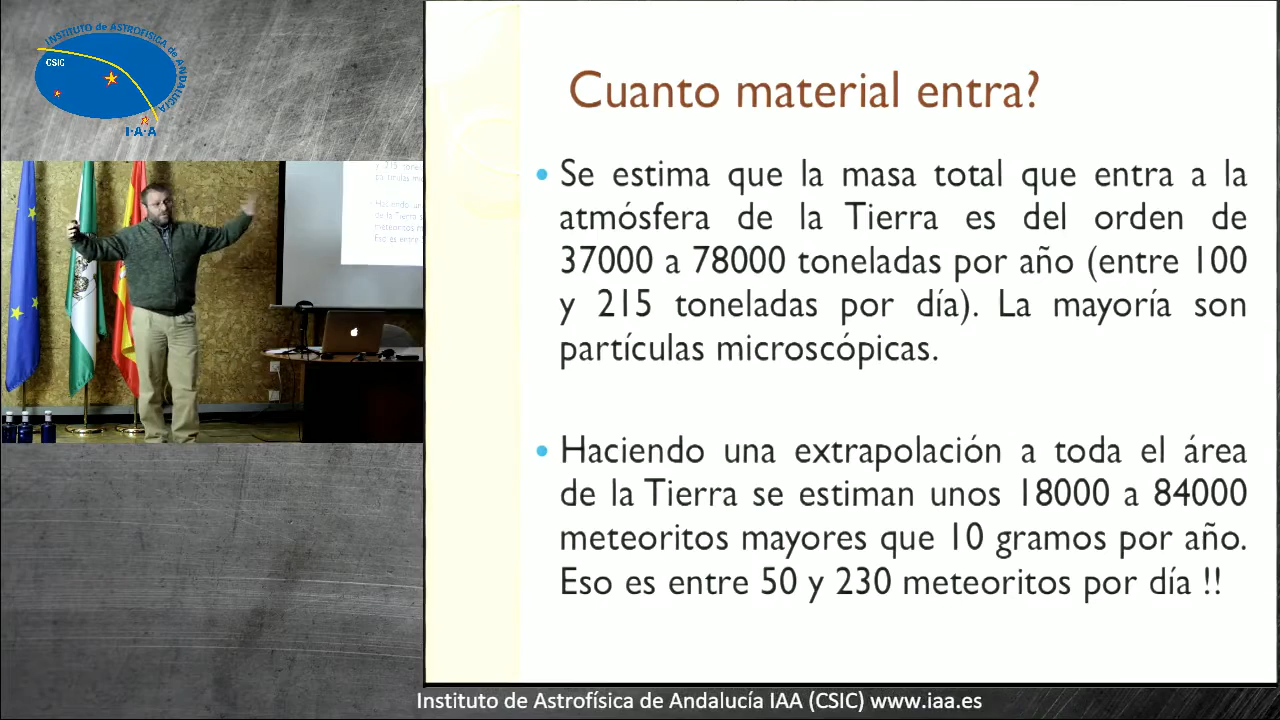 INSTITUTO de ASTROFÍSICA de ANDALUCÍA
CSIC
I·A·A
Cuanto material entra?
Se estima que la masa total que entra a la
atmósfera de la Tierra es del orden de
37000 a 78000 toneladas por año (entre 100
y 215 toneladas por día). La mayoría son
partículas microscópicas.
Haciendo una extrapolación a toda el área
de la Tierra se estiman unos 18000 a 84000
meteoritos mayores que 10 gramos por año.
Eso es entre 50 y 230 meteoritos por día !!
Instituto de Astrofísica de Andalucía IAA (CSIC) www.iaa.es